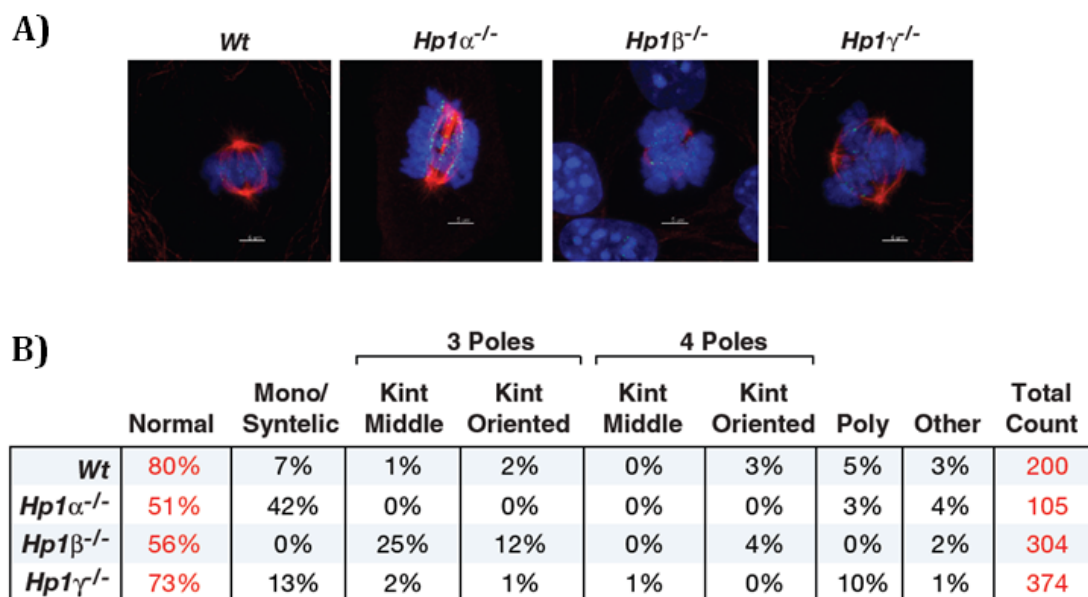 A)
Wt Hp1α-/- Hp1β-/- Hp1γ-/-
B)
3 Poles 4 Poles
Normal Mono/ Syntelic Kint Middle Kint Oriented Kint Middle Kint Oriented Poly Other Total Count
Wt 80% 7% 1% 2% 0% 3% 5% 3% 200
Hp1α-/- 51% 42% 0% 0% 0% 0% 3% 4% 105
Hp1β-/- 56% 0% 25% 12% 0% 4% 0% 2% 304
Hp1γ-/- 73% 13% 2% 1% 1% 0% 10% 1% 374